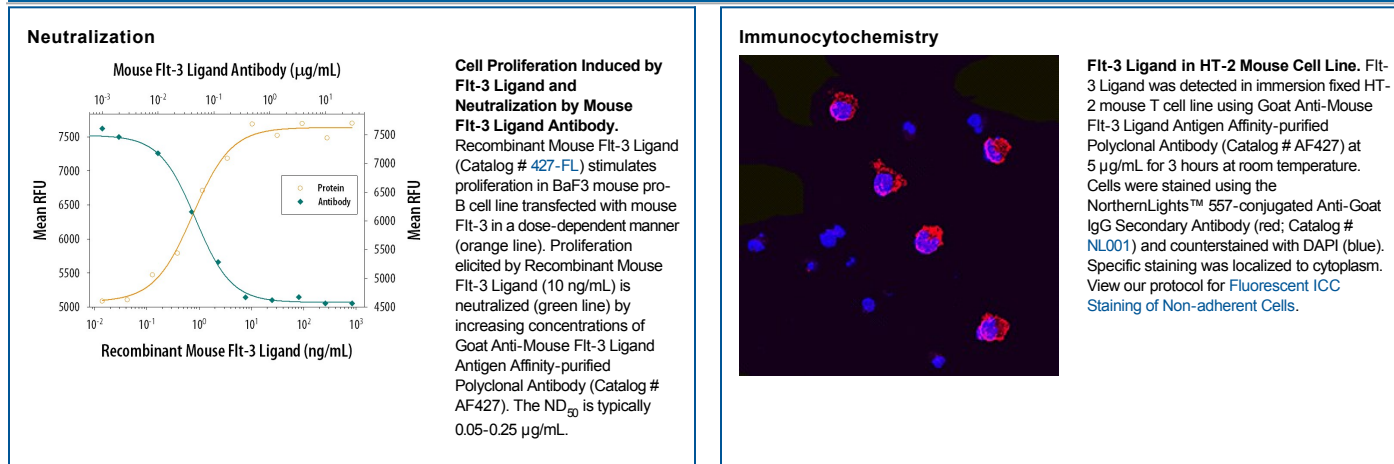 Neutralization
Mouse Flt-3 Ligand Antibody (µg/mL)
10⁻³ 10⁻² 10⁻¹ 10⁰ 10¹
7500
7000
6500
6000
5500
5000
Mean RFU
Protein
Antibody
7500
7000
6500
6000
5500
5000
4500
Mean RFU
10⁻² 10⁻¹ 10⁰ 10¹ 10² 10³
Recombinant Mouse Flt-3 Ligand (ng/mL)
Cell Proliferation Induced by
Flt-3 Ligand and
Neutralization by Mouse
Flt-3 Ligand Antibody.
Recombinant Mouse Flt-3 Ligand
(Catalog # 427-FL) stimulates
proliferation in BaF3 mouse pro-
B cell line transfected with mouse
Flt-3 in a dose-dependent manner
(orange line). Proliferation
elicited by Recombinant Mouse
Flt-3 Ligand (10 ng/mL) is
neutralized (green line) by
increasing concentrations of
Goat Anti-Mouse Flt-3 Ligand
Antigen Affinity-purified
Polyclonal Antibody (Catalog #
AF427). The ND₅₀ is typically
0.05-0.25 µg/mL.
Immunocytochemistry
Flt-3 Ligand in HT-2 Mouse Cell Line. Flt-
3 Ligand was detected in immersion fixed HT-
2 mouse T cell line using Goat Anti-Mouse
Flt-3 Ligand Antigen Affinity-purified
Polyclonal Antibody (Catalog # AF427) at
5 µg/mL for 3 hours at room temperature.
Cells were stained using the
NorthernLights™ 557-conjugated Anti-Goat
IgG Secondary Antibody (red; Catalog #
NL001) and counterstained with DAPI (blue).
Specific staining was localized to cytoplasm.
View our protocol for Fluorescent ICC
Staining of Non-adherent Cells.